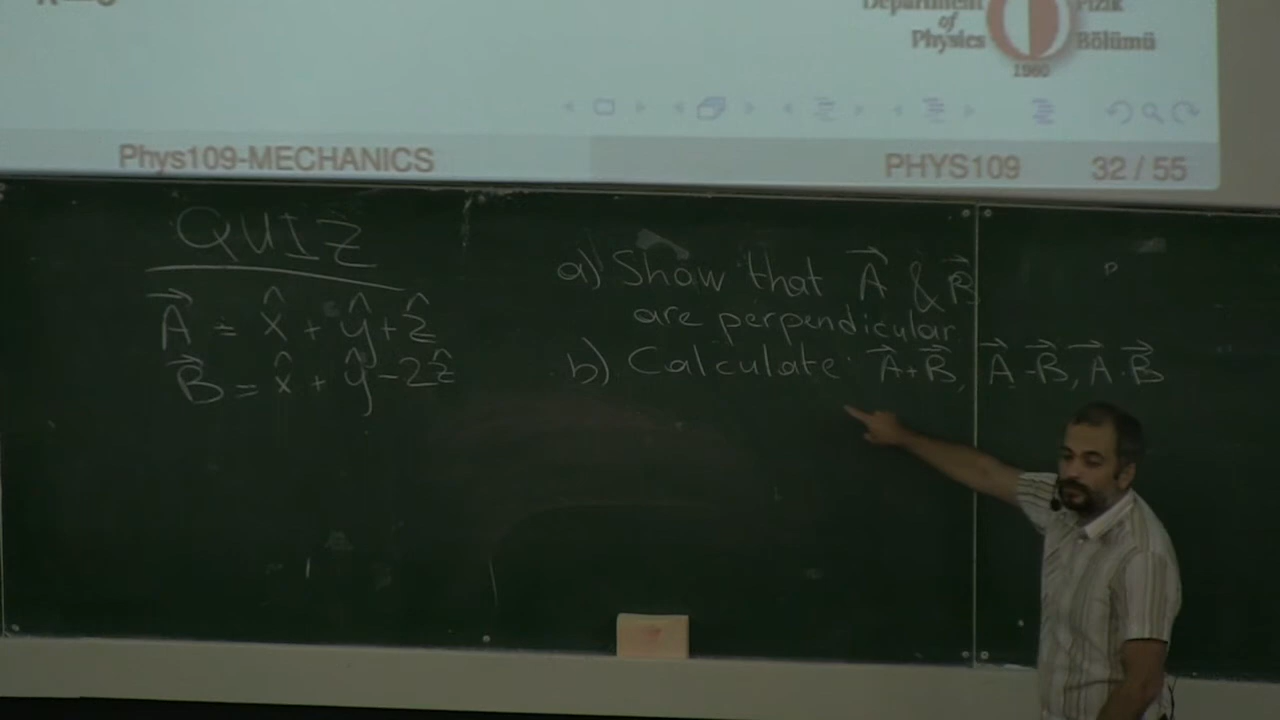 Department
of
Physics
Fizik
Bölümü
1960
Phys109-MECHANICS
PHYS109
32 / 55
QUIZ
A⃗ = x̂ + ŷ + ẑ
B⃗ = x̂ + ŷ - 2ẑ
a) Show that A⃗ & B⃗
are perpendicular
b) Calculate A⃗+B⃗, A⃗-B⃗, A⃗·B⃗